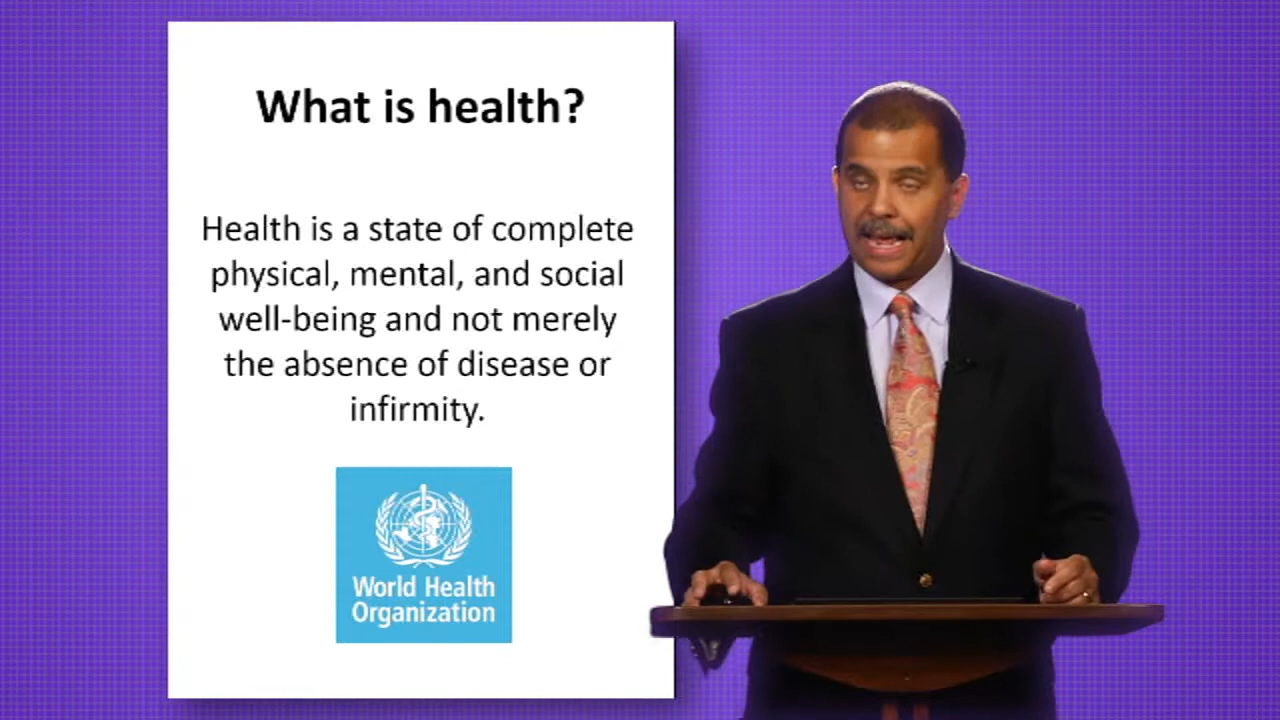 What is health?
Health is a state of complete
physical, mental, and social
well-being and not merely
the absence of disease or
infirmity.
World Health
Organization